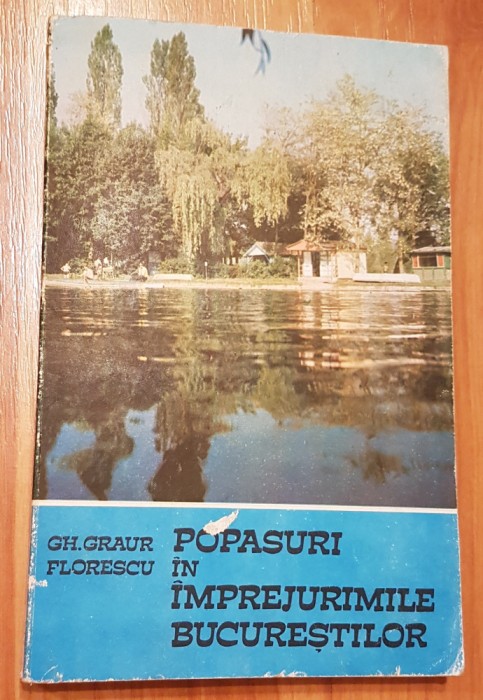 GH. GRAUR
FLORESCU
POPASURI
ÎN
ÎMPREJURIMILE
BUCUREȘTILOR